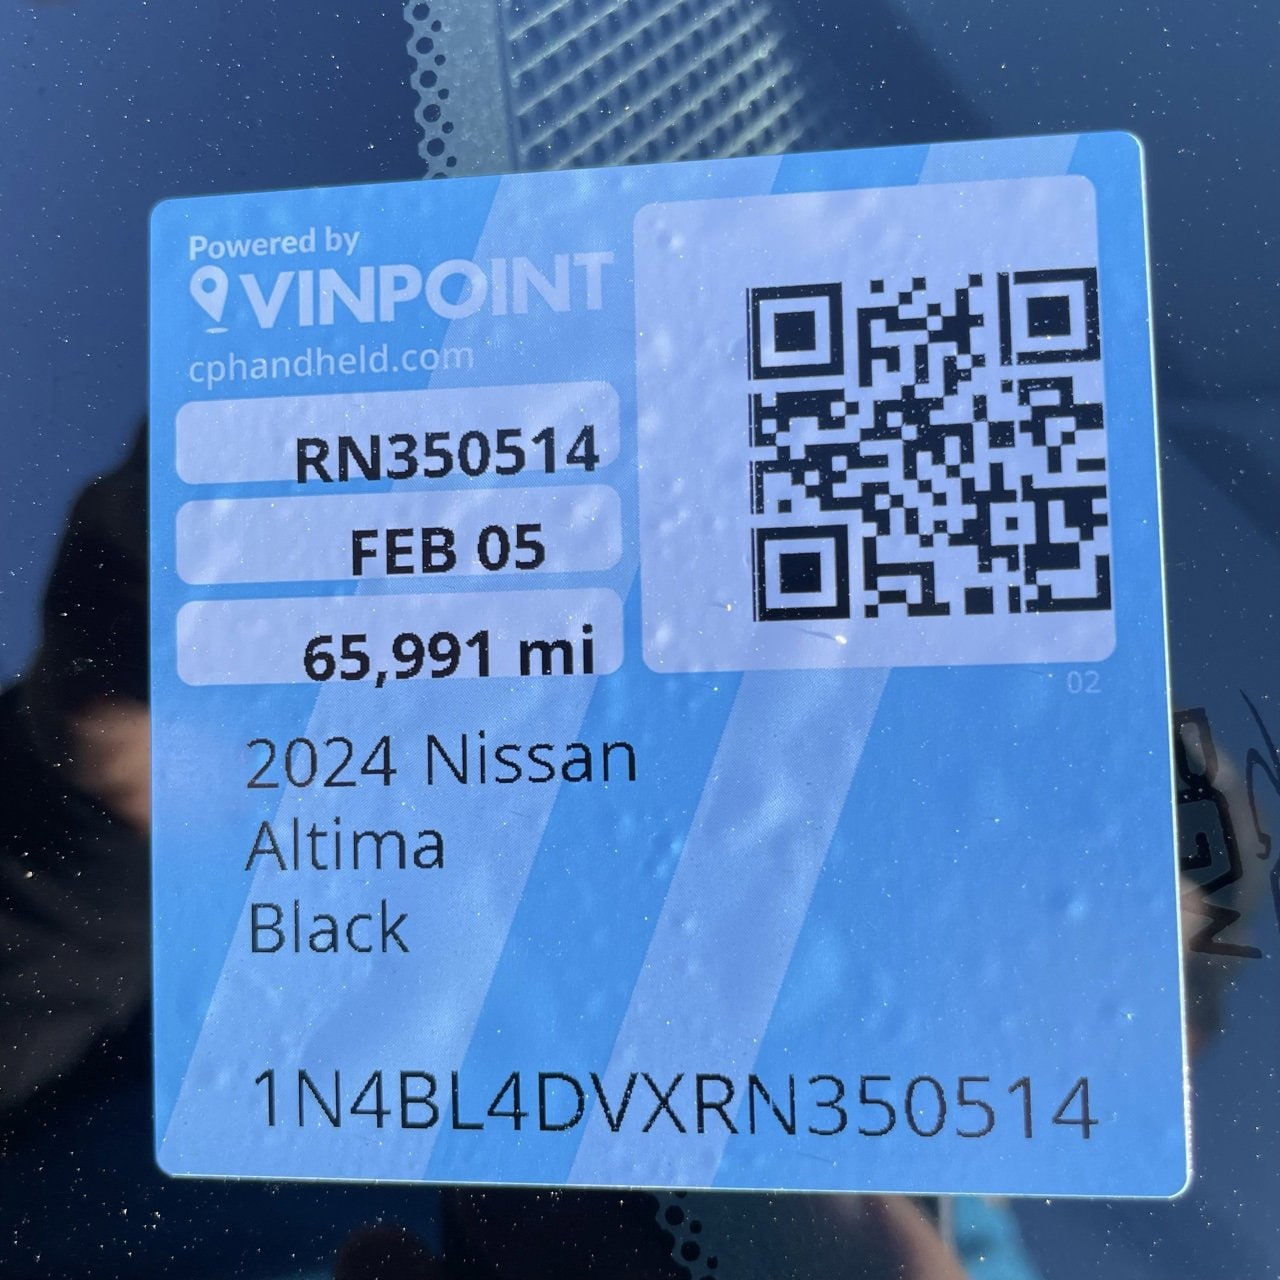 Powered by
VINPOINT
cphandheld.com
RN350514
FEB 05
65,991 mi
02
2024 Nissan
Altima
Black
1N4BL4DVXRN350514